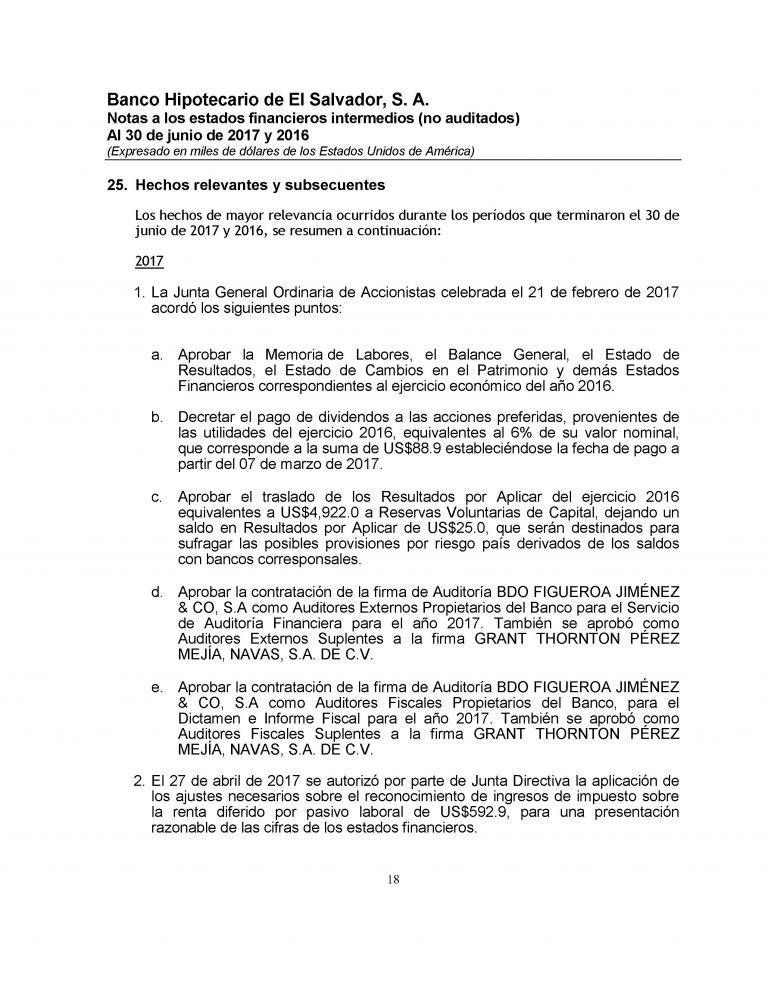 Banco Hipotecario de El Salvador, S. A.
Notas a los estados financieros intermedios (no auditados)
Al 30 de junio de 2017 y 2016
(Expresado en miles de dólares de los Estados Unidos de América)
25. Hechos relevantes y subsecuentes
Los hechos de mayor relevancia ocurridos durante los períodos que terminaron el 30 de
junio de 2017 y 2016, se resumen a continuación:
2017
1. La Junta General Ordinaria de Accionistas celebrada el 21 de febrero de 2017
acordó los siguientes puntos:
a. Aprobar la Memoria de Labores, el Balance General, el Estado de
Resultados, el Estado de Cambios en el Patrimonio y demás Estados
Financieros correspondientes al ejercicio económico del año 2016.
b. Decretar el pago de dividendos a las acciones preferidas, provenientes de
las utilidades del ejercicio 2016, equivalentes al 6% de su valor nominal,
que corresponde a la suma de US$88.9 estableciéndose la fecha de pago a
partir del 07 de marzo de 2017.
c. Aprobar el traslado de los Resultados por Aplicar del ejercicio 2016
equivalentes a US$4,922.0 a Reservas Voluntarias de Capital, dejando un
saldo en Resultados por Aplicar de US$25.0, que serán destinados para
sufragar las posibles provisiones por riesgo país derivados de los saldos
con bancos corresponsales.
d. Aprobar la contratación de la firma de Auditoría BDO FIGUEROA JIMÉNEZ
& CO, S.A como Auditores Externos Propietarios del Banco para el Servicio
de Auditoría Financiera para el año 2017. También se aprobó como
Auditores Externos Suplentes a la firma GRANT THORNTON PÉREZ
MEJÍA, NAVAS, S.A. DE C.V.
e. Aprobar la contratación de la firma de Auditoría BDO FIGUEROA JIMÉNEZ
& CO, S.A como Auditores Fiscales Propietarios del Banco, para el
Dictamen e Informe Fiscal para el año 2017. También se aprobó como
Auditores Fiscales Suplentes a la firma GRANT THORNTON PÉREZ
MEJÍA, NAVAS, S.A. DE C.V.
2. El 27 de abril de 2017 se autorizó por parte de Junta Directiva la aplicación de
los ajustes necesarios sobre el reconocimiento de ingresos de impuesto sobre
la renta diferido por pasivo laboral de US$592.9, para una presentación
razonable de las cifras de los estados financieros.
18